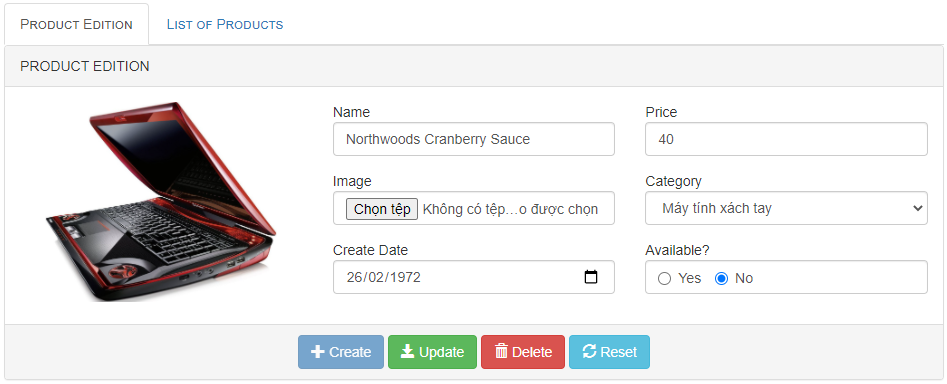 Product Edition
List of Products
PRODUCT EDITION
Name
Price
Northwoods Cranberry Sauce
40
Image
Category
Chọn tệp Không có tệp...o được chọn
Máy tính xách tay
Create Date
Available?
26/02/1972
Yes No
Create Update Delete Reset